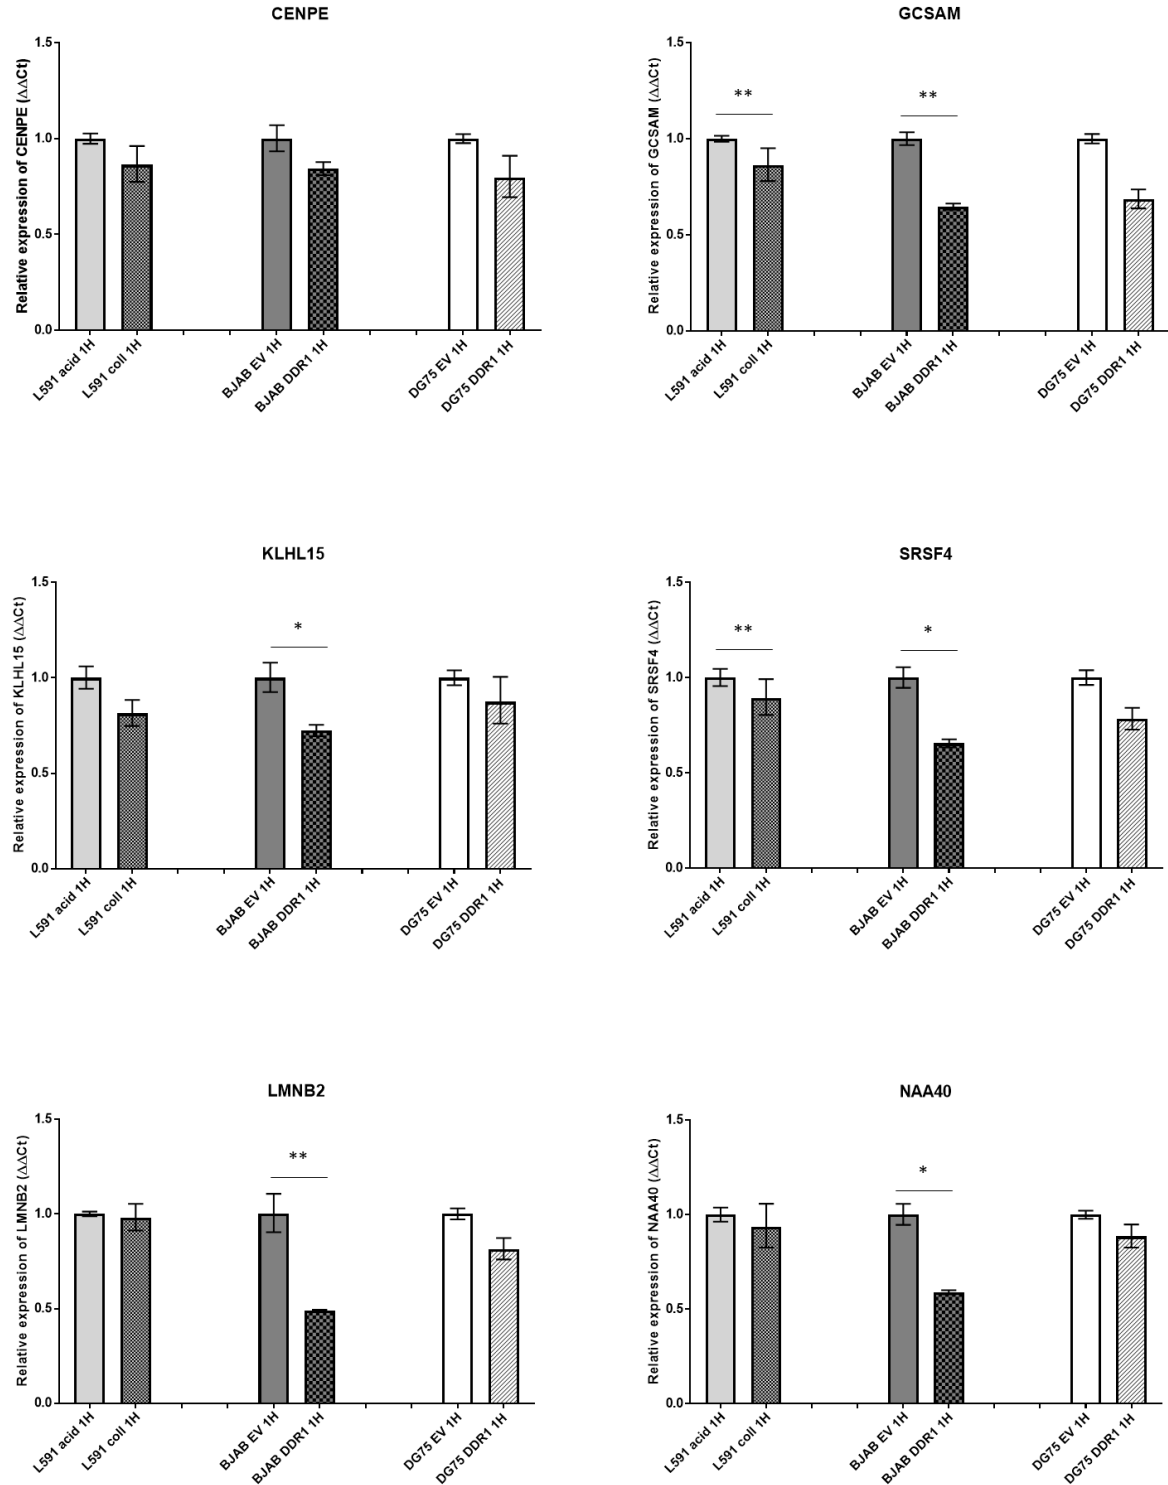 CENPE
Relative expression of CENPE (ΔΔCt)
1.5
1.0
0.5
0.0
L591 acid 1H
L591 coll 1H
BJAB EV 1H
BJAB DDR1 1H
DG75 EV 1H
DG75 DDR1 1H
GCSAM
Relative expression of GCSAM (ΔΔCt)
1.5
1.0
0.5
0.0
**
**
L591 acid 1H
L591 coll 1H
BJAB EV 1H
BJAB DDR1 1H
DG75 EV 1H
DG75 DDR1 1H
KLHL15
Relative expression of KLHL15 (ΔΔCt)
1.5
1.0
0.5
0.0
*
L591 acid 1H
L591 coll 1H
BJAB EV 1H
BJAB DDR1 1H
DG75 EV 1H
DG75 DDR1 1H
SRSF4
Relative expression of SRSF4 (ΔΔCt)
1.5
1.0
0.5
0.0
**
*
L591 acid 1H
L591 coll 1H
BJAB EV 1H
BJAB DDR1 1H
DG75 EV 1H
DG75 DDR1 1H
LMNB2
Relative expression of LMNB2 (ΔΔCt)
1.5
1.0
0.5
0.0
**
L591 acid 1H
L591 coll 1H
BJAB EV 1H
BJAB DDR1 1H
DG75 EV 1H
DG75 DDR1 1H
NAA40
Relative expression of NAA40 (ΔΔCt)
1.5
1.0
0.5
0.0
*
L591 acid 1H
L591 coll 1H
BJAB EV 1H
BJAB DDR1 1H
DG75 EV 1H
DG75 DDR1 1H